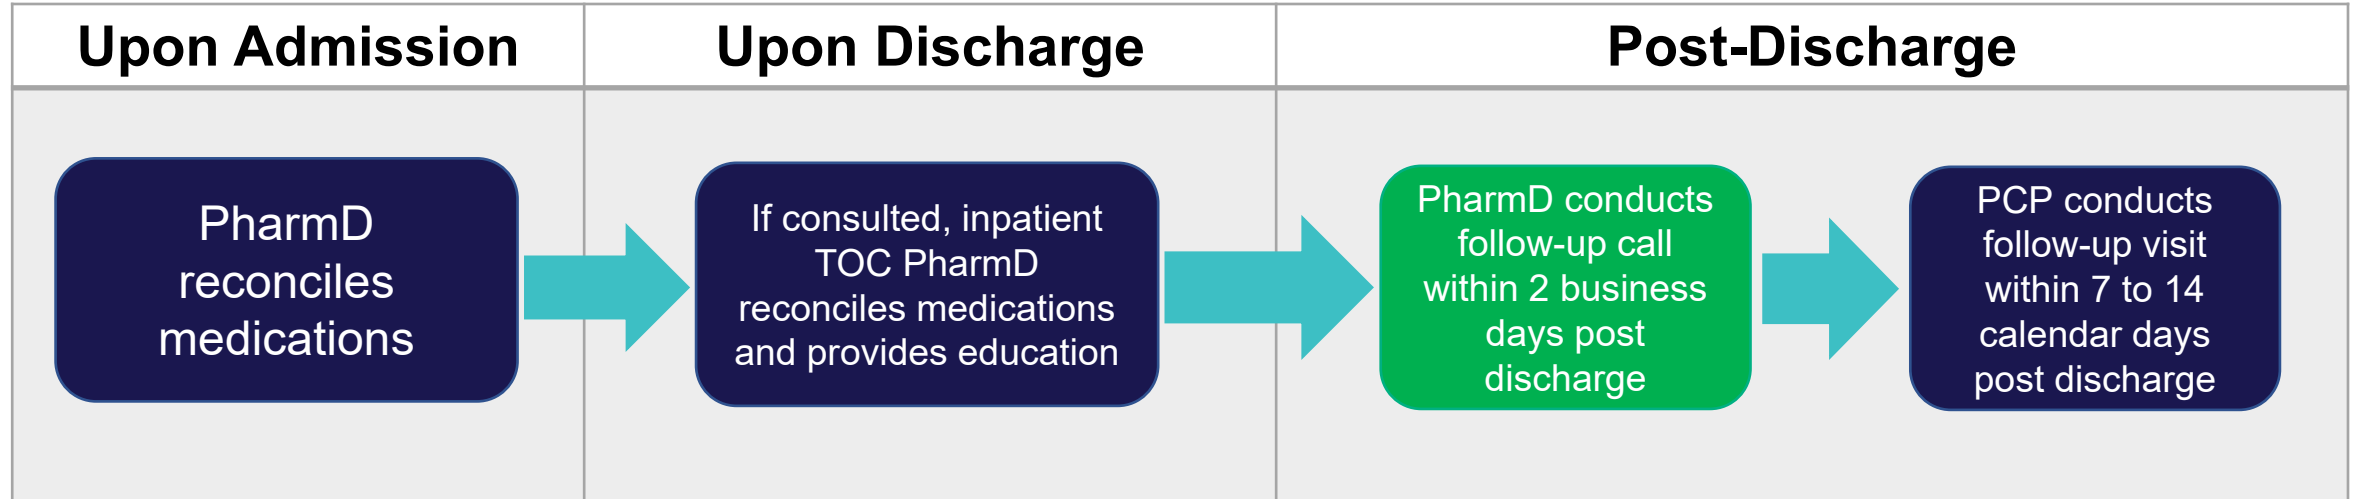 Upon Admission
Upon Discharge
Post-Discharge
PharmD
reconciles
medications
If consulted, inpatient
TOC PharmD
reconciles medications
and provides education
PharmD conducts
follow-up call
within 2 business
days post
discharge
PCP conducts
follow-up visit
within 7 to 14
calendar days
post discharge